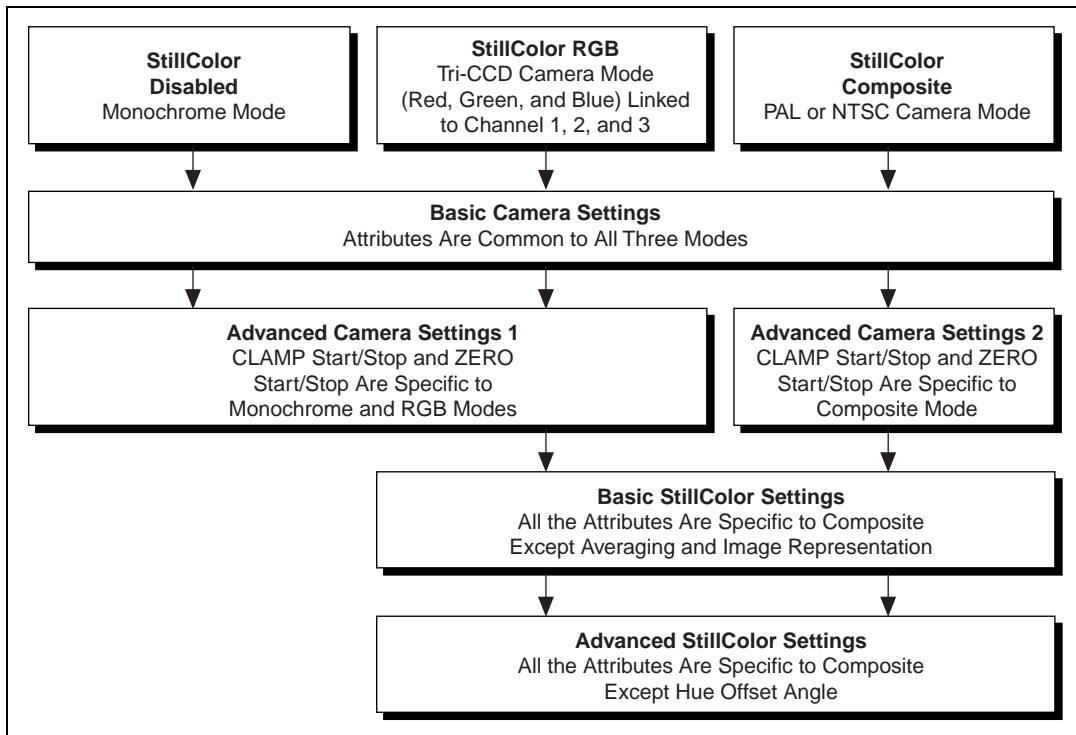 StillColor
Disabled
Monochrome Mode
StillColor RGB
Tri-CCD Camera Mode
(Red, Green, and Blue) Linked
to Channel 1, 2, and 3
StillColor
Composite
PAL or NTSC Camera Mode
Basic Camera Settings
Attributes Are Common to All Three Modes
Advanced Camera Settings 1
CLAMP Start/Stop and ZERO
Start/Stop Are Specific to
Monochrome and RGB Modes
Advanced Camera Settings 2
CLAMP Start/Stop and ZERO
Start/Stop Are Specific to
Composite Mode
Basic StillColor Settings
All the Attributes Are Specific to Composite
Except Averaging and Image Representation
Advanced StillColor Settings
All the Attributes Are Specific to Composite
Except Hue Offset Angle